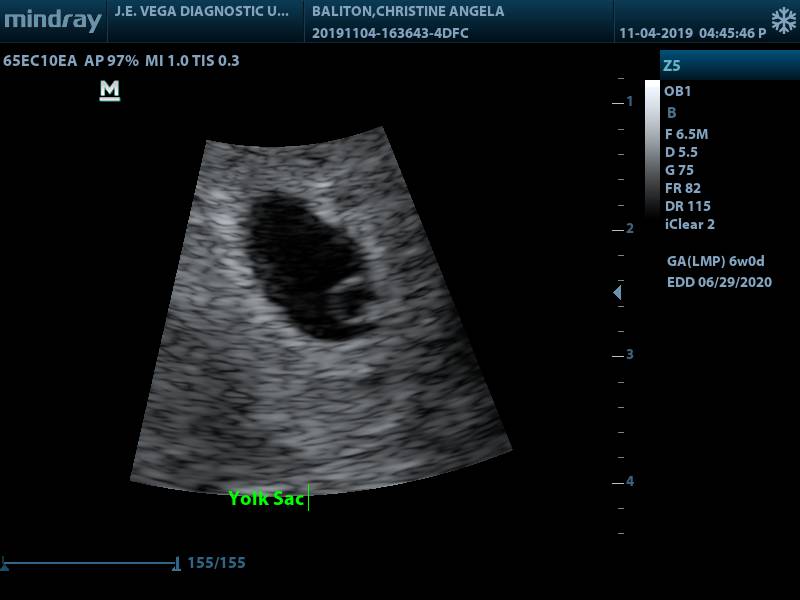 mindray
J.E. VEGA DIAGNOSTIC U...
BALITON,CHRISTINE ANGELA
20191104-163643-4DFC
11-04-2019 04:45:46 P
65EC10EA AP 97% MI 1.0 TIS 0.3
M
Z5
OB1
B
F 6.5M
D 5.5
G 75
FR 82
DR 115
iClear 2
GA(LMP) 6w0d
EDD 06/29/2020
1
2
3
4
Yolk Sac
155/155